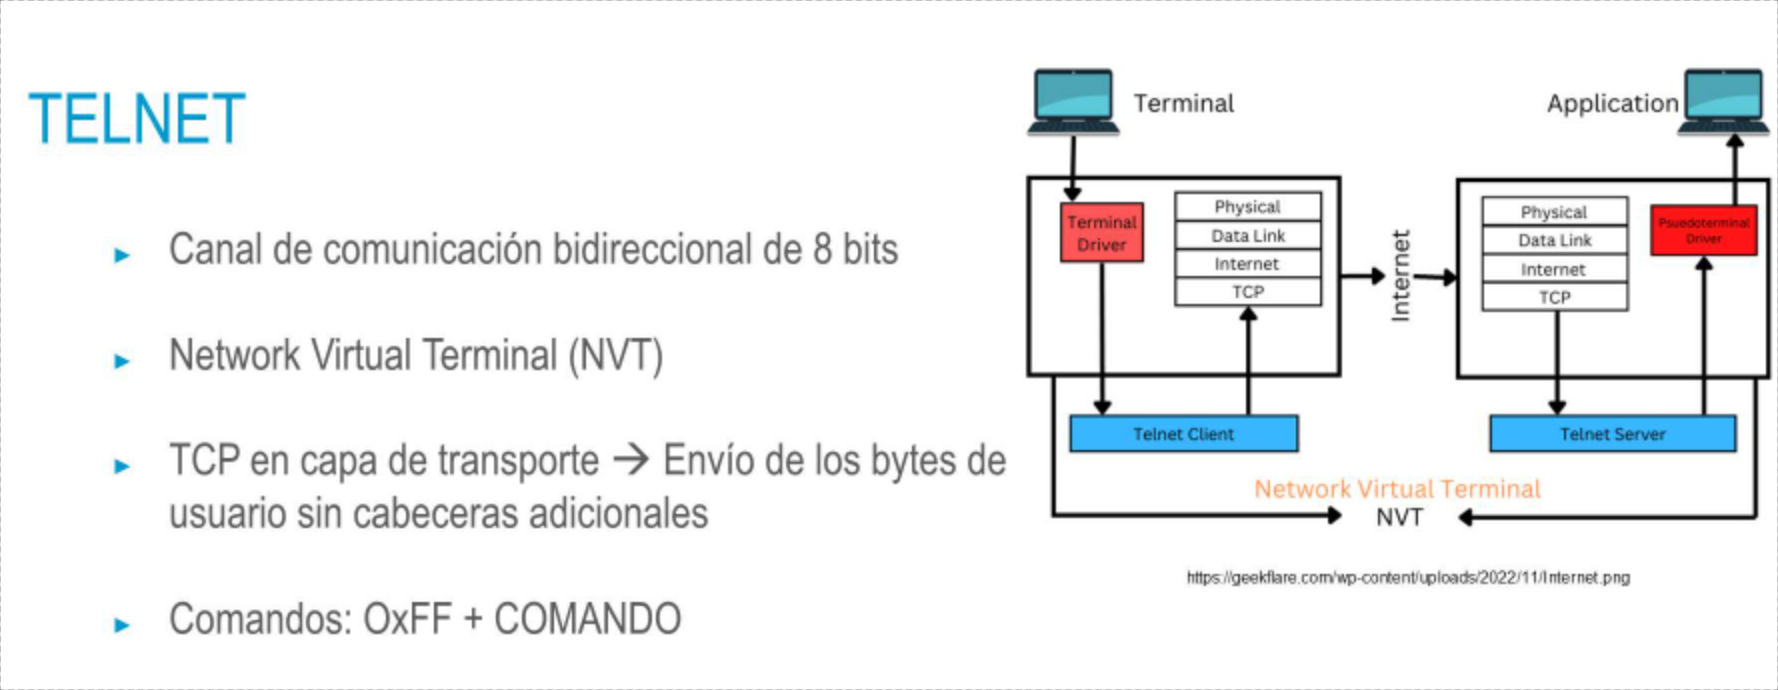 TELNET
Canal de comunicación bidireccional de 8 bits
Network Virtual Terminal (NVT)
TCP en capa de transporte → Envío de los bytes de
usuario sin cabeceras adicionales
Comandos: OxFF + COMANDO
Terminal
Application
Terminal
Driver
Physical
Data Link
Internet
TCP
Internet
Physical
Data Link
Internet
TCP
Psuedoterminal
Driver
Telnet Client
Telnet Server
Network Virtual Terminal
NVT
https://geekflare.com/wp-content/uploads/2022/11/Internet.png